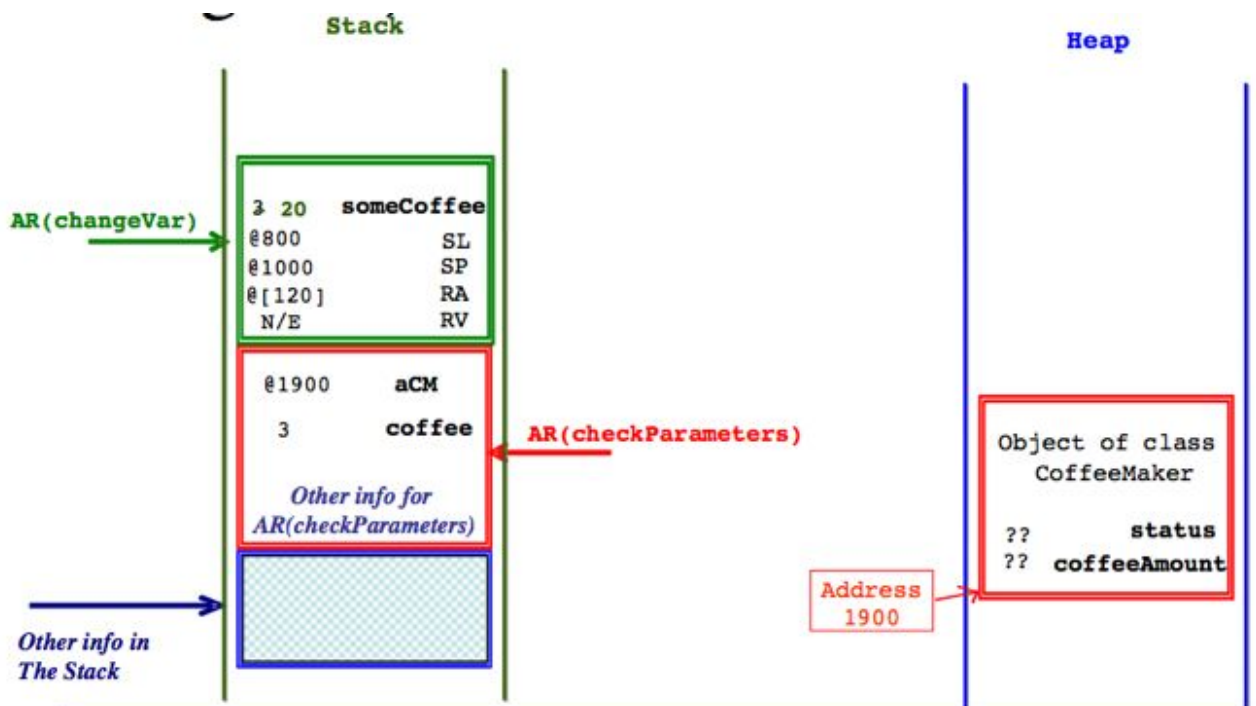 Stack
Heap
3 20 someCoffee
AR(changeVar)
@800 SL
@1000 SP
@[120] RA
N/E RV
@1900 aCM
3 coffee
AR(checkParameters)
Other info for
AR(checkParameters)
Object of class
CoffeeMaker
?? status
?? coffeeAmount
Address
1900
Other info in
The Stack